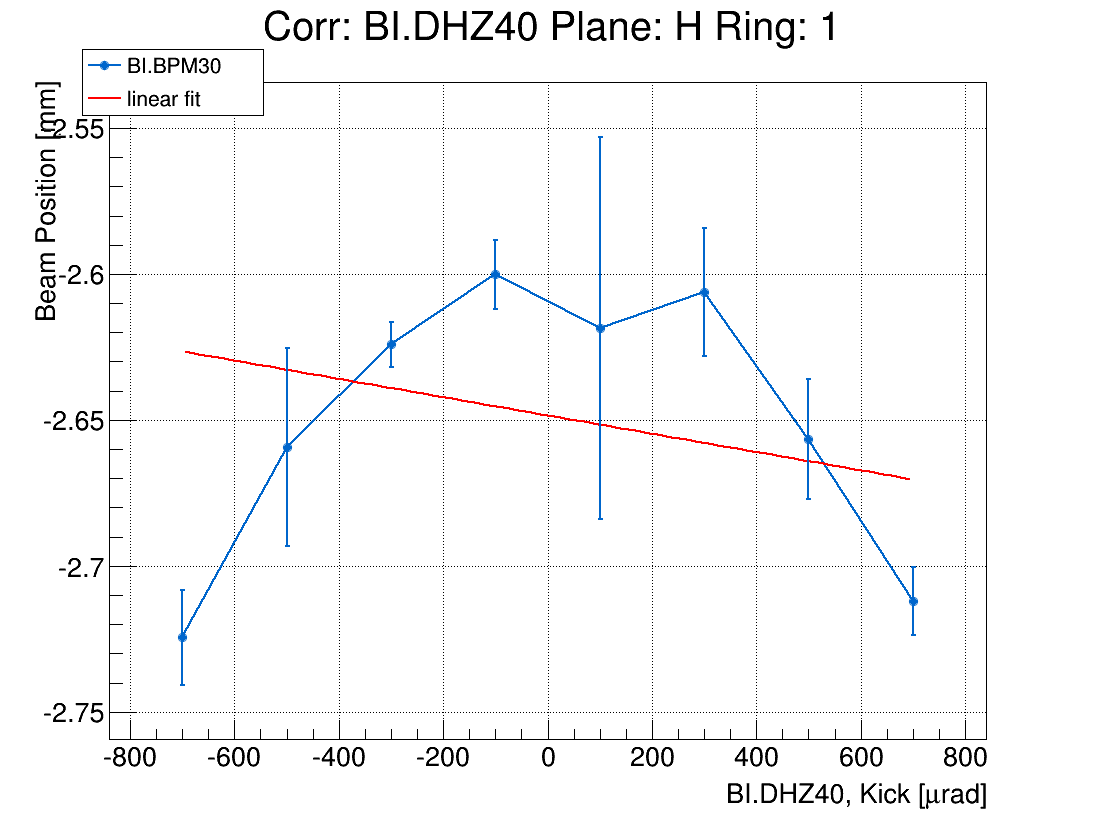 Corr: BI.DHZ40 Plane: H Ring: 1
BI.BPM30
linear fit
Beam Position [mm]
-2.55
-2.6
-2.65
-2.7
-2.75
-800 -600 -400 -200 0 200 400 600 800
BI.DHZ40, Kick [μrad]